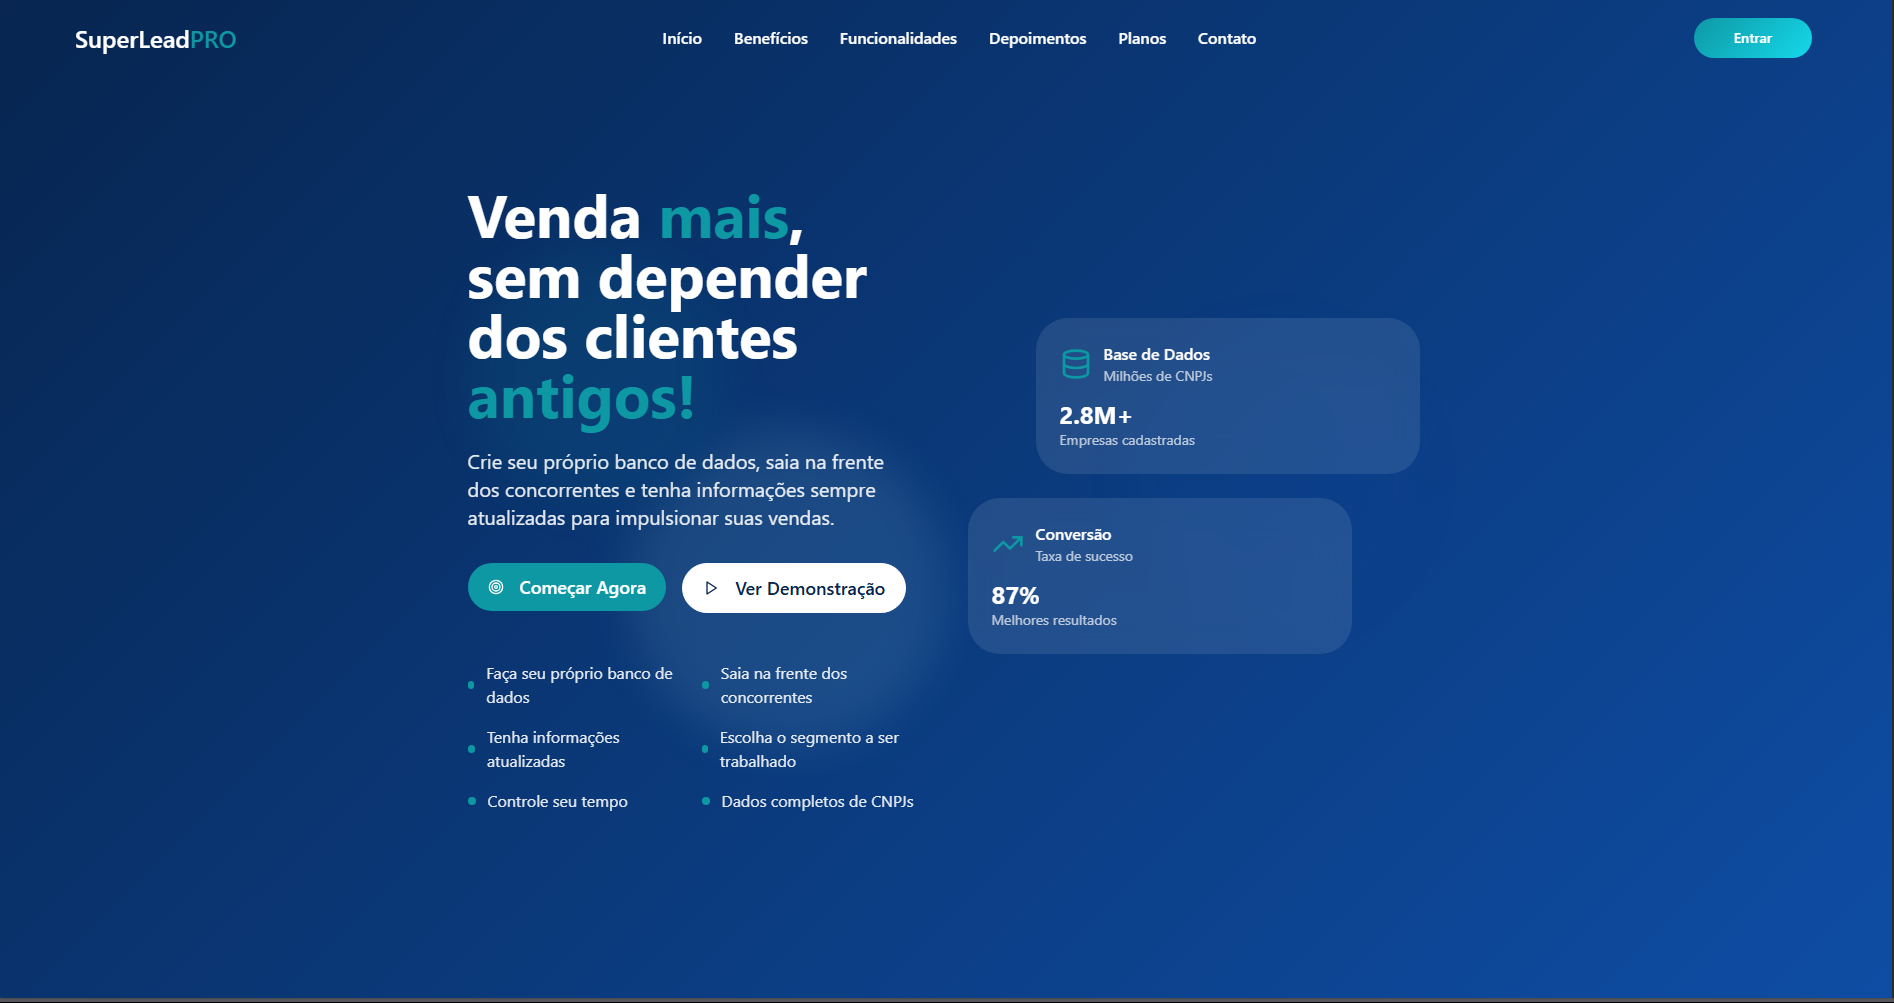 SuperLeadPRO
Início
Benefícios
Funcionalidades
Depoimentos
Planos
Contato
Entrar
Venda mais,
sem depender
dos clientes
antigos!
Crie seu próprio banco de dados, saia na frente
dos concorrentes e tenha informações sempre
atualizadas para impulsionar suas vendas.
Começar Agora
Ver Demonstração
Faça seu próprio banco de
dados
Saia na frente dos
concorrentes
Tenha informações
atualizadas
Escolha o segmento a ser
trabalhado
Controle seu tempo
Dados completos de CNPJs
Base de Dados
Milhões de CNPJs
2.8M+
Empresas cadastradas
Conversão
Taxa de sucesso
87%
Melhores resultados